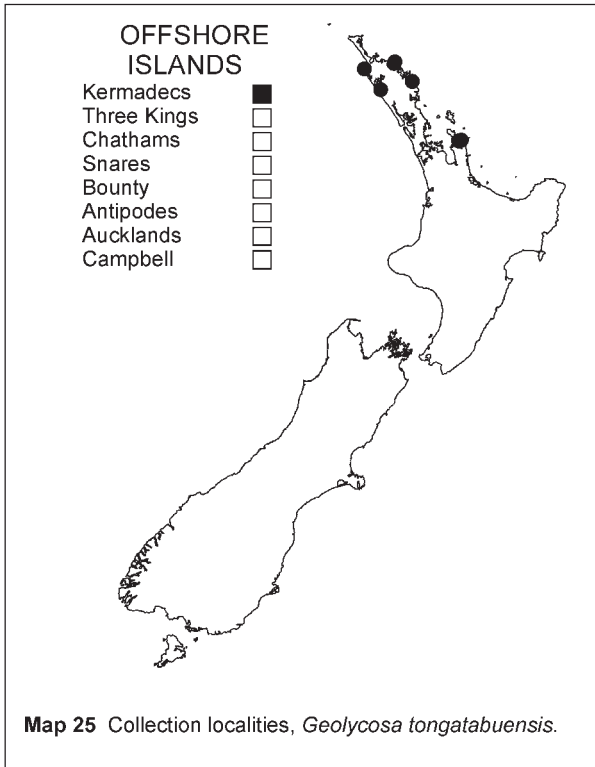 OFFSHORE
ISLANDS
Kermadecs
Three Kings
Chathams
Snares
Bounty
Antipodes
Aucklands
Campbell
Map 25 Collection localities, Geolycosa tongatabuensis.